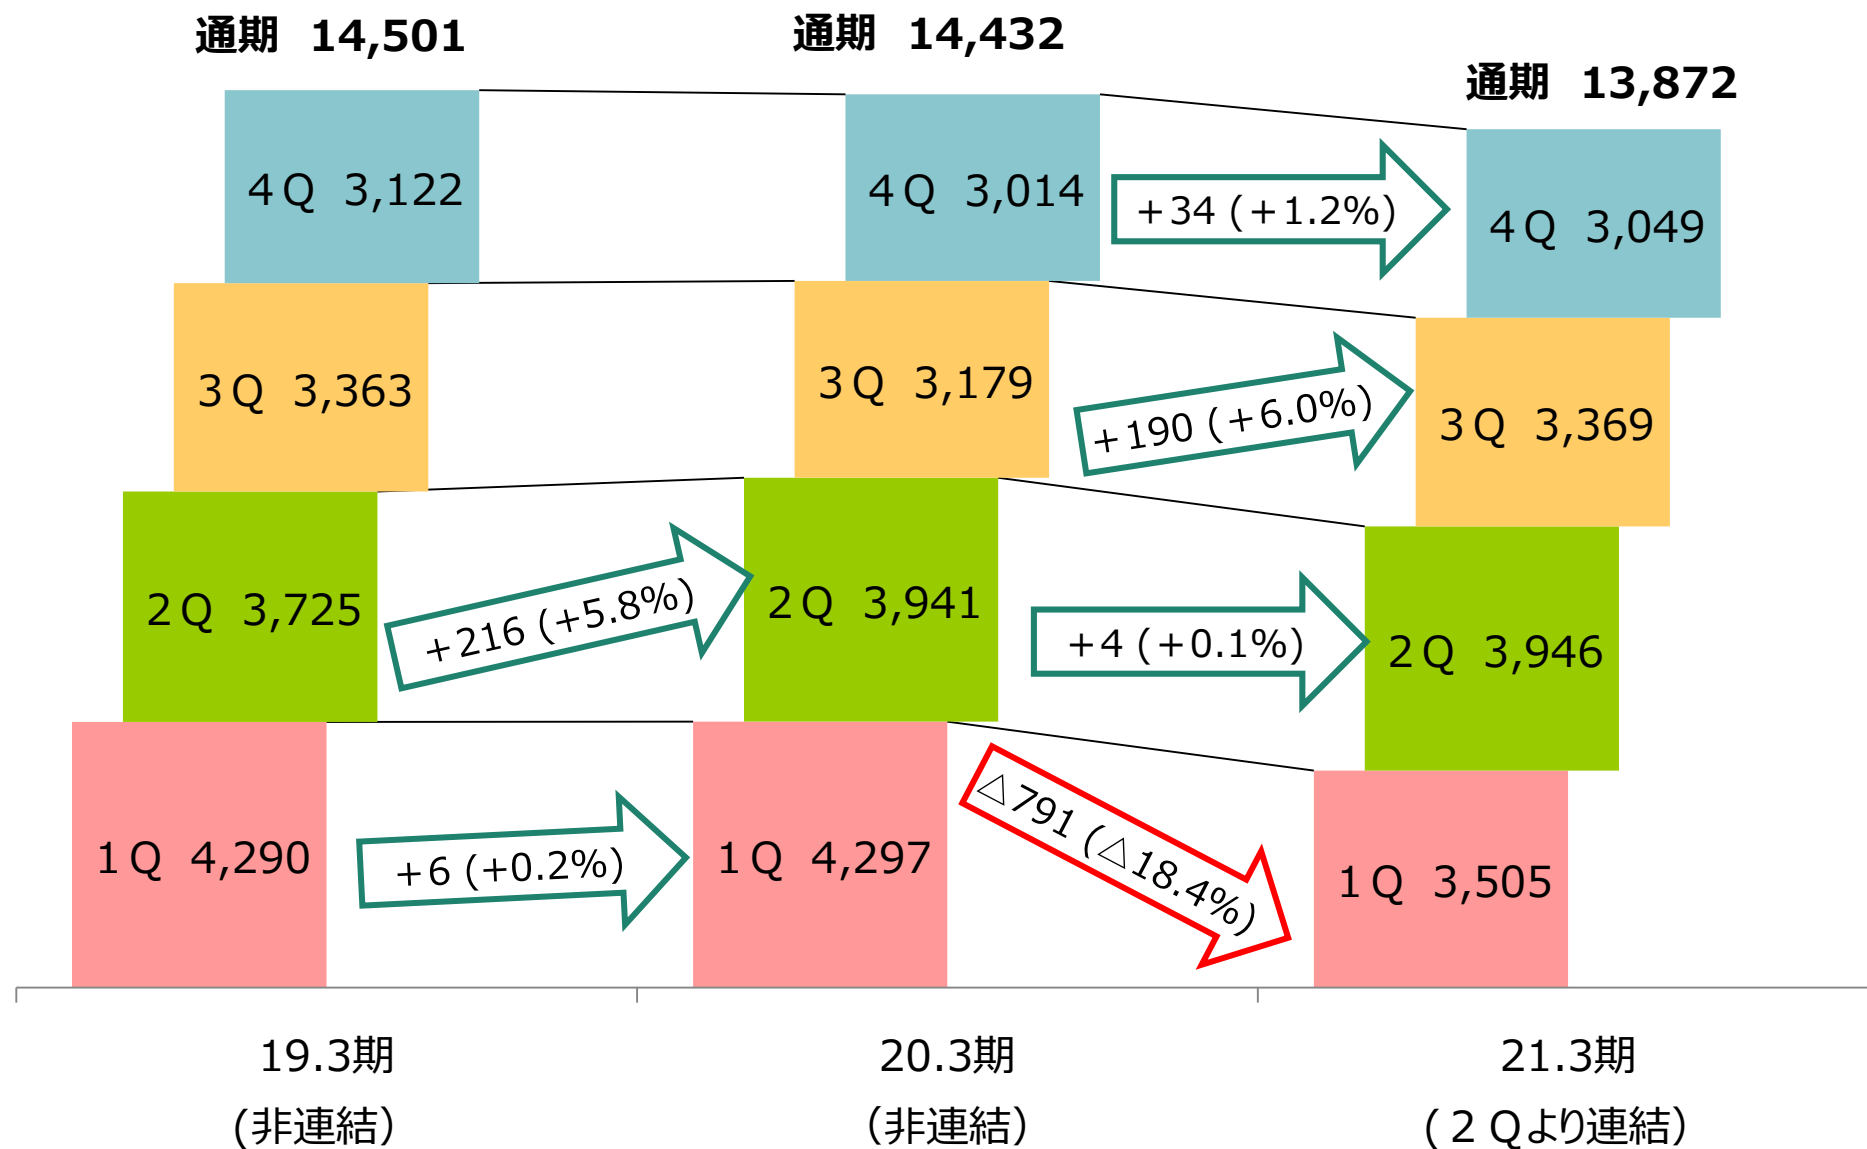 通期 14,501
通期 14,432
通期 13,872
4Q 3,122
4Q 3,014
+34 (+1.2%)
4Q 3,049
3Q 3,363
3Q 3,179
+190 (+6.0%)
3Q 3,369
2Q 3,725
+216 (+5.8%)
2Q 3,941
+4 (+0.1%)
2Q 3,946
1Q 4,290
+6 (+0.2%)
1Q 4,297
△791 (△18.4%)
1Q 3,505
19.3期
(非連結)
20.3期
(非連結)
21.3期
(2Qより連結)